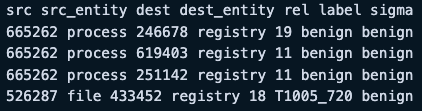 src src_entity dest dest_entity rel label sigma
665262 process 246678 registry 19 benign benign
665262 process 619403 registry 11 benign benign
665262 process 251142 registry 11 benign benign
526287 file 433452 registry 18 T1005_720 benign